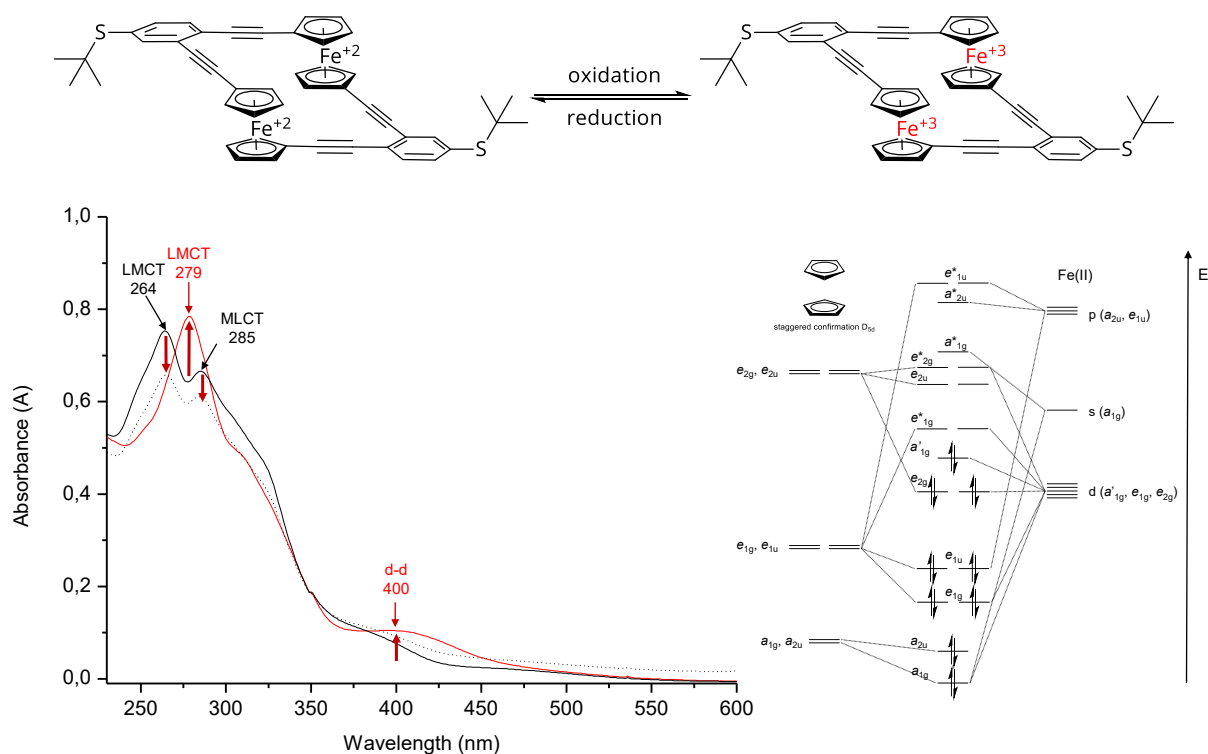 S
Fe+2
Fe+2
S
oxidation
reduction
S
Fe+3
Fe+3
S
1,0
0,8
0,6
0,4
0,2
0,0
Absorbance (A)
LMCT
264
LMCT
279
MLCT
285
d-d
400
250
300
350
400
450
500
550
600
Wavelength (nm)
staggered confirmation D5d
Fe(II)
E
e*1u
a*2u
p (a2u, e1u)
a*1g
e*2g
e2g, e2u
e2u
s (a1g)
e*1g
a'1g
e2g
d (a'1g, e1g, e2g)
e1g, e1u
e1u
e1g
a1g, a2u
a2u
a1g